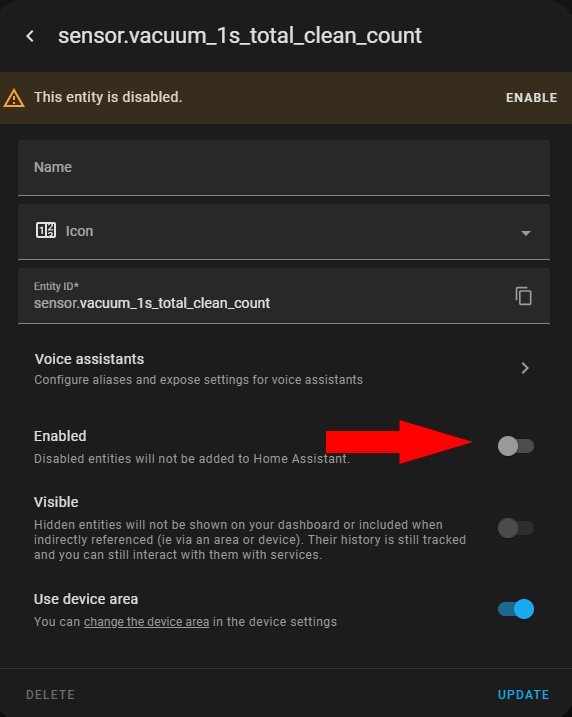 sensor.vacuum_1s_total_clean_count
This entity is disabled.
ENABLE
Name
Icon
Entity ID*
sensor.vacuum_1s_total_clean_count
Voice assistants
Configure aliases and expose settings for voice assistants
Enabled
Disabled entities will not be added to Home Assistant.
Visible
Hidden entities will not be shown on your dashboard or included when
indirectly referenced (ie via an area or device). Their history is still tracked
and you can still interact with them with services.
Use device area
You can change the device area in the device settings
DELETE
UPDATE